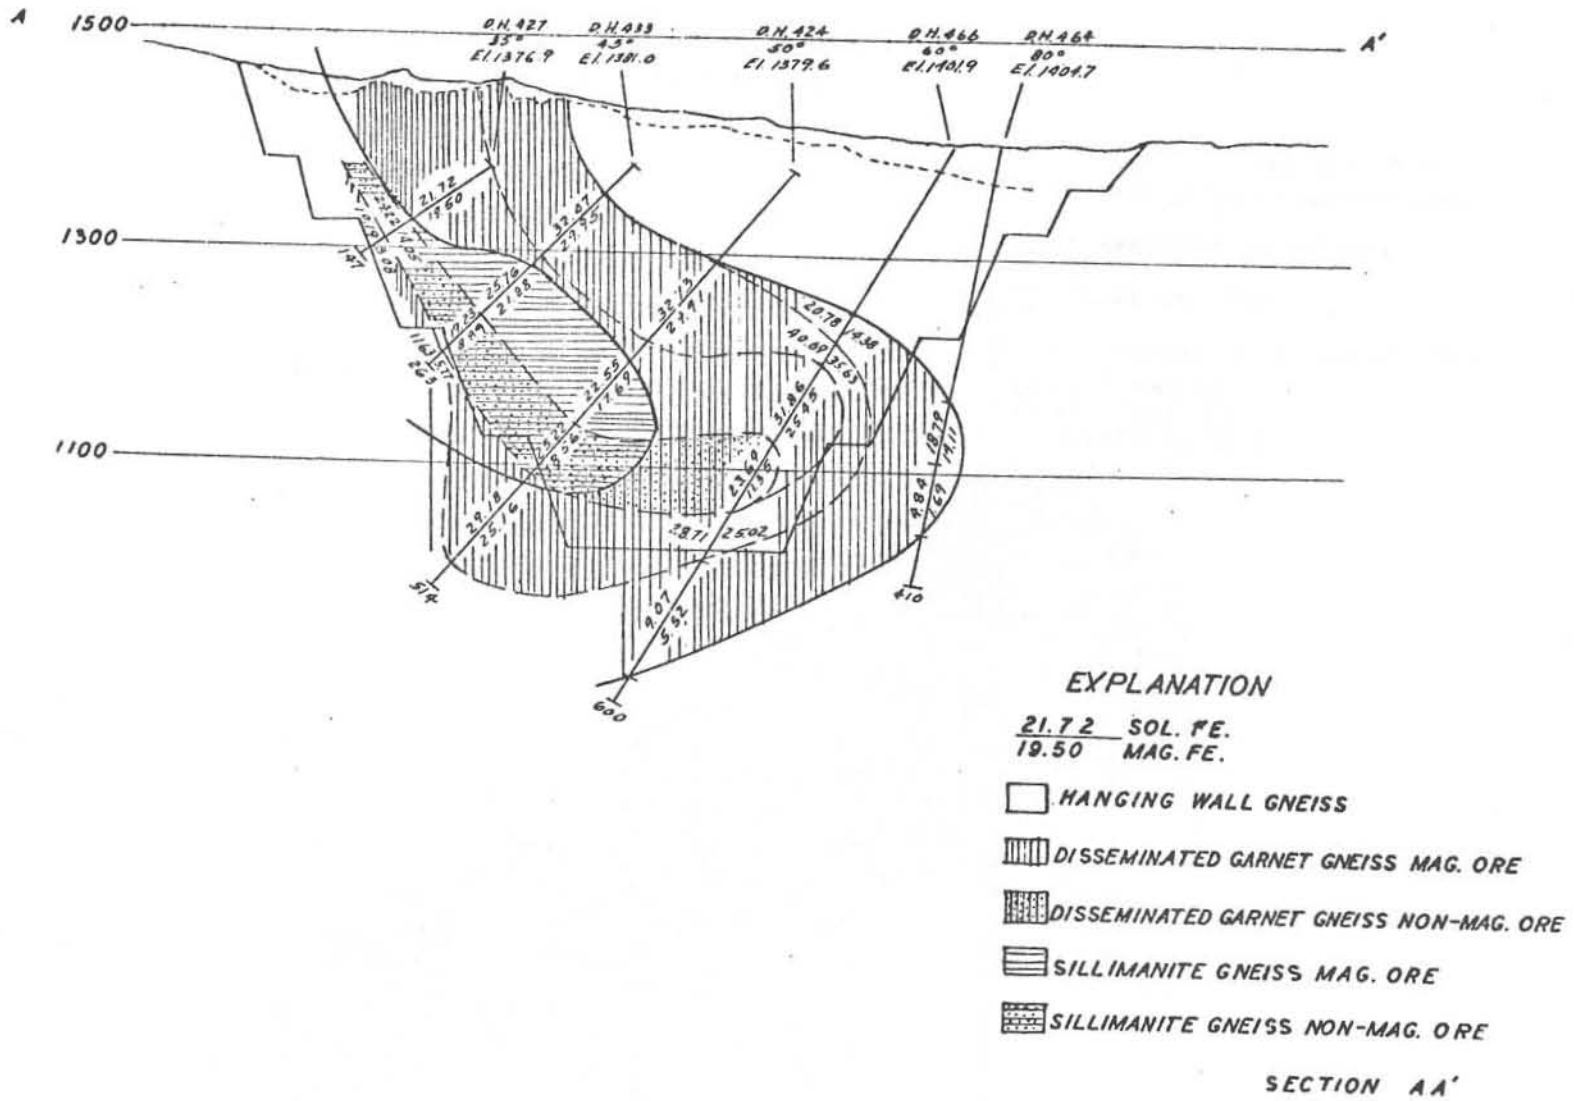 A
1500
D.H. 427
35°
El. 1376.9
D.H. 433
45°
El. 1381.0
D.H. 424
50°
El. 1379.6
D.H. 466
60°
El. 1401.9
D.H. 464
80°
El. 1404.7
A'
21.72
19.50
32.07
1300
147
25.76
21.88
32.13
27.91
20.78 14.38
40.69 35.63
265
22.55
17.69
31.86
25.45
1100
18.79
14.11
23.69
4.84
1.69
29.18
25.16
28.71 25.02
514
410
9.07
5.52
600
EXPLANATION
21.72 SOL. FE.
19.50 MAG. FE.
HANGING WALL GNEISS
DISSEMINATED GARNET GNEISS MAG. ORE
DISSEMINATED GARNET GNEISS NON-MAG. ORE
SILLIMANITE GNEISS MAG. ORE
SILLIMANITE GNEISS NON-MAG. ORE
SECTION AA'